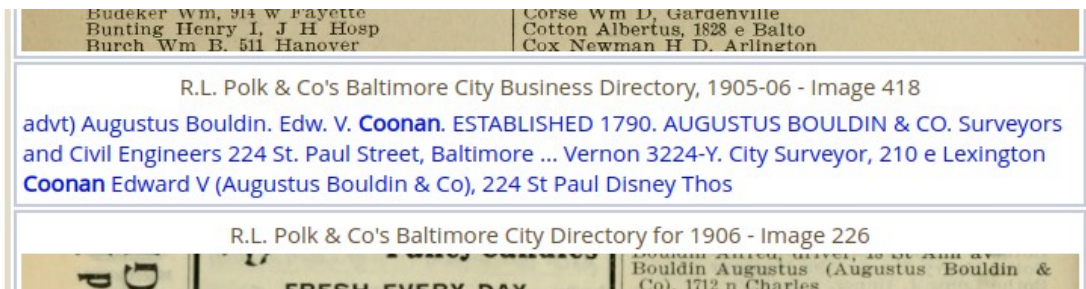 Budeker Wm, 914 w Fayette
Bunting Henry I, J H Hosp
Burch Wm B, 511 Hanover
Corse Wm D, Gardenville
Cotton Albertus, 1828 e Balto
Cox Newman H D, Arlington
R.L. Polk & Co's Baltimore City Business Directory, 1905-06 - Image 418
advt) Augustus Bouldin. Edw. V. Coonan. ESTABLISHED 1790. AUGUSTUS BOULDIN & CO. Surveyors
and Civil Engineers 224 St. Paul Street, Baltimore ... Vernon 3224-Y. City Surveyor, 210 e Lexington
Coonan Edward V (Augustus Bouldin & Co), 224 St Paul Disney Thos
R.L. Polk & Co's Baltimore City Directory for 1906 - Image 226
FRESH EVERY DAY
Bouldin Alfred, driver, 15 St Ann av
Bouldin Augustus (Augustus Bouldin &
Co), 1712 n Charles